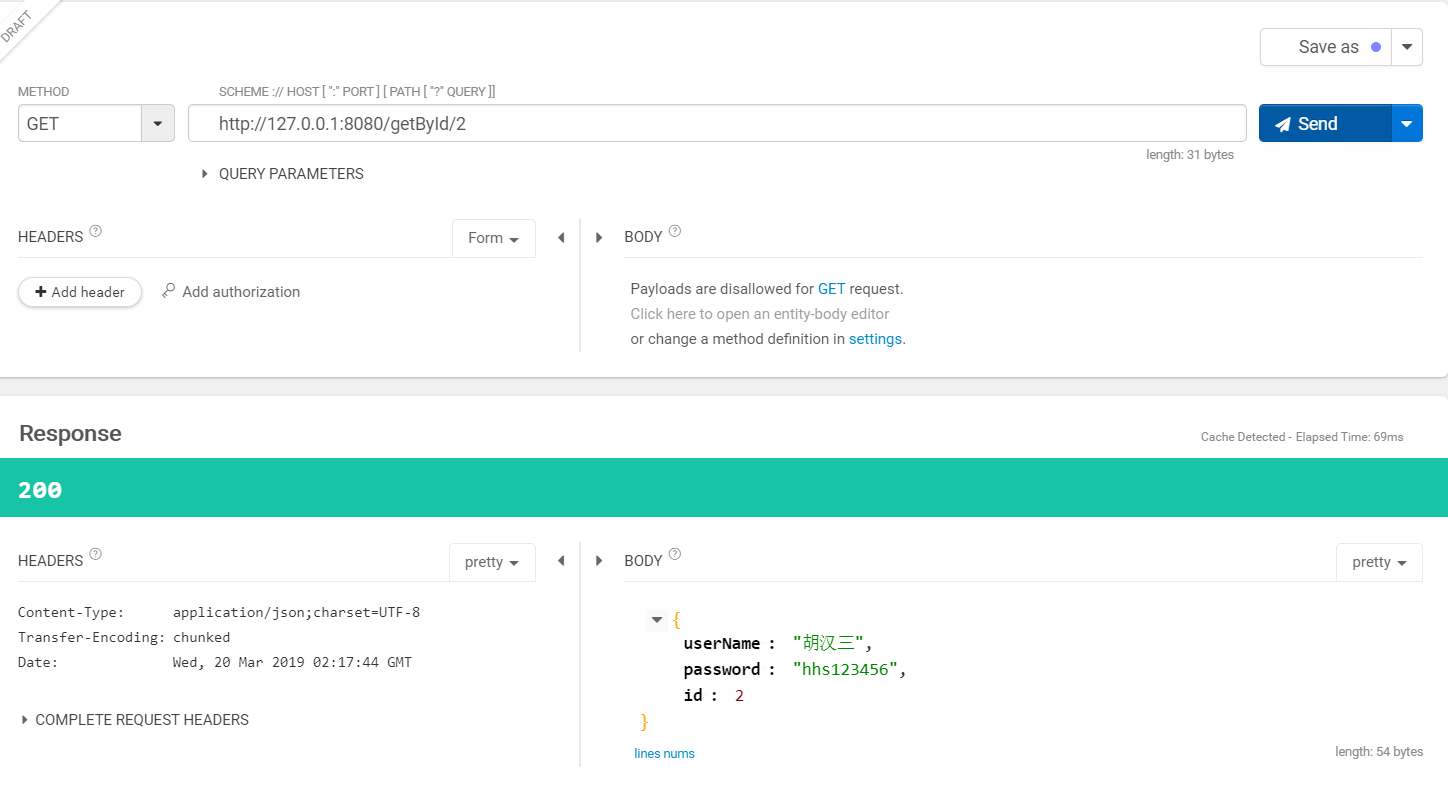 DRAFT
Save as
METHOD
SCHEME :// HOST [ ":" PORT ] [ PATH [ "?" QUERY ]]
GET
http://127.0.0.1:8080/getById/2
Send
length: 31 bytes
QUERY PARAMETERS
HEADERS ?
Form
BODY ?
Add header
Add authorization
Payloads are disallowed for GET request.
Click here to open an entity-body editor
or change a method definition in settings.
Response
Cache Detected - Elapsed Time: 69ms
200
HEADERS ?
pretty
BODY ?
pretty
Content-Type: application/json;charset=UTF-8
Transfer-Encoding: chunked
Date: Wed, 20 Mar 2019 02:17:44 GMT
COMPLETE REQUEST HEADERS
{
userName : "胡汉三",
password : "hhs123456",
id : 2
}
lines nums
length: 54 bytes